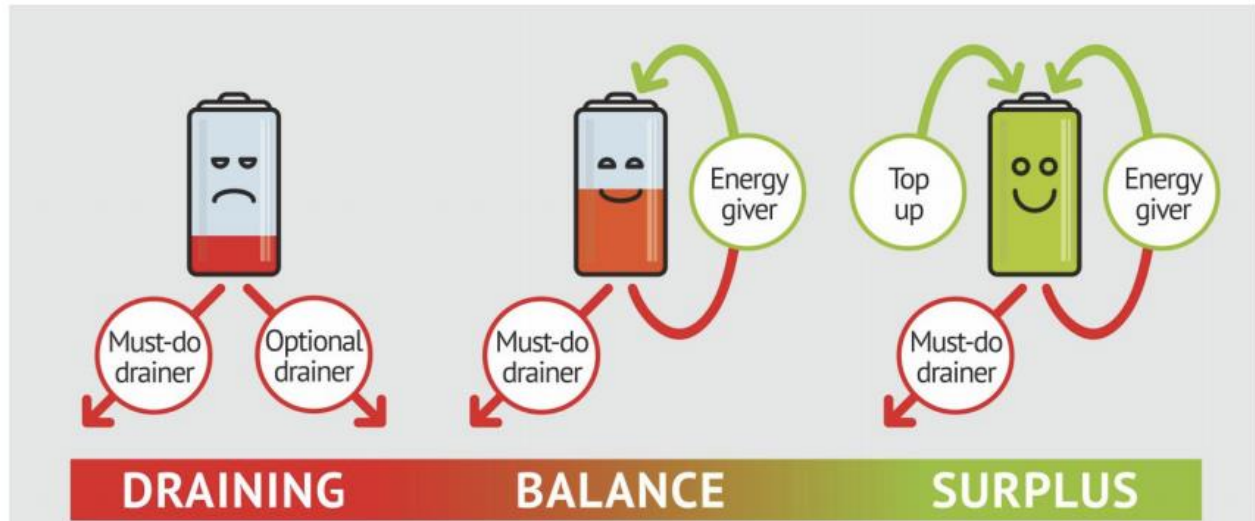 Energy
giver
Top
up
Energy
giver
Must-do
drainer
Optional
drainer
Must-do
drainer
Must-do
drainer
DRAINING
BALANCE
SURPLUS